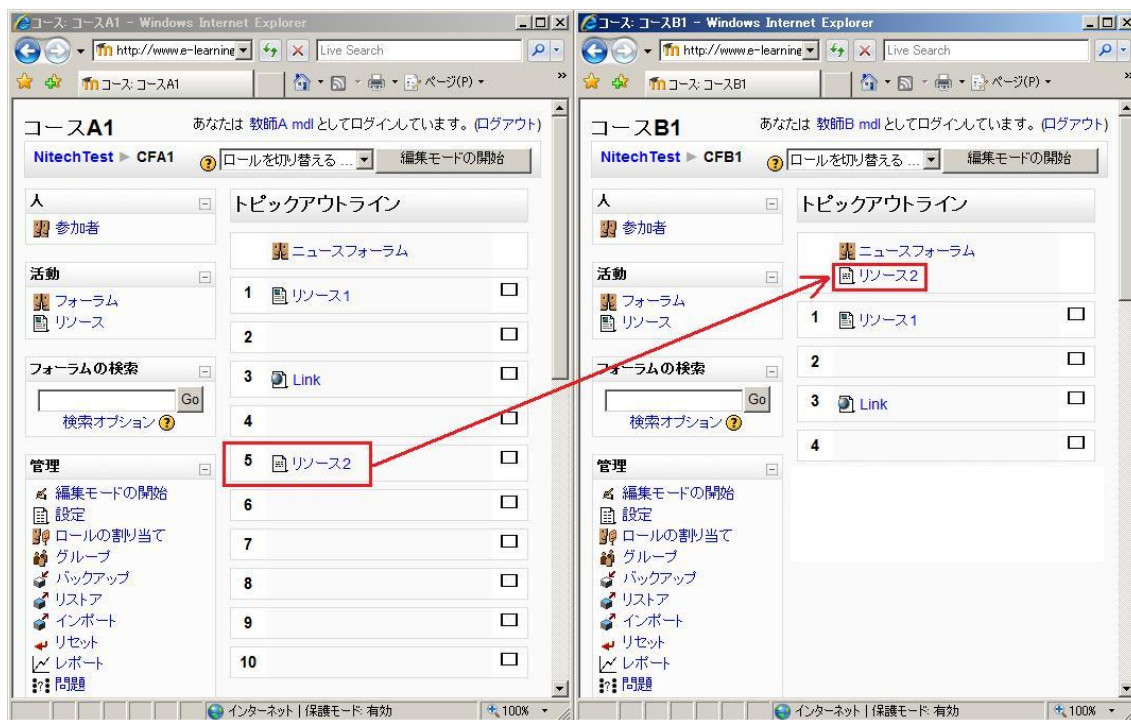 コース: コースA1 - Windows Internet Explorer
http://www.e-learning
Live Search
コース: コースA1
ページ(P)
コースA1
あなたは 教師A mdl としてログインしています。(ログアウト)
NitechTest ► CFA1
ロールを切り替える ...
編集モードの開始
人
参加者
活動
フォーラム
リソース
フォーラムの検索
Go
検索オプション
管理
編集モードの開始
設定
ロールの割り当て
グループ
バックアップ
リストア
インポート
リセット
レポート
問題
トピックアウトライン
ニュースフォーラム
1 リソース1
2
3 Link
4
5 リソース2
6
7
8
9
10
インターネット | 保護モード: 有効
100%
コース: コースB1 - Windows Internet Explorer
http://www.e-learning
Live Search
コース: コースB1
ページ(P)
コースB1
あなたは 教師B mdl としてログインしています。(ログアウト)
NitechTest ► CFB1
ロールを切り替える ...
編集モードの開始
人
参加者
活動
フォーラム
リソース
フォーラムの検索
Go
検索オプション
管理
編集モードの開始
設定
ロールの割り当て
グループ
バックアップ
リストア
インポート
リセット
レポート
問題
トピックアウトライン
ニュースフォーラム
リソース2
1 リソース1
2
3 Link
4
インターネット | 保護モード: 有効
100%